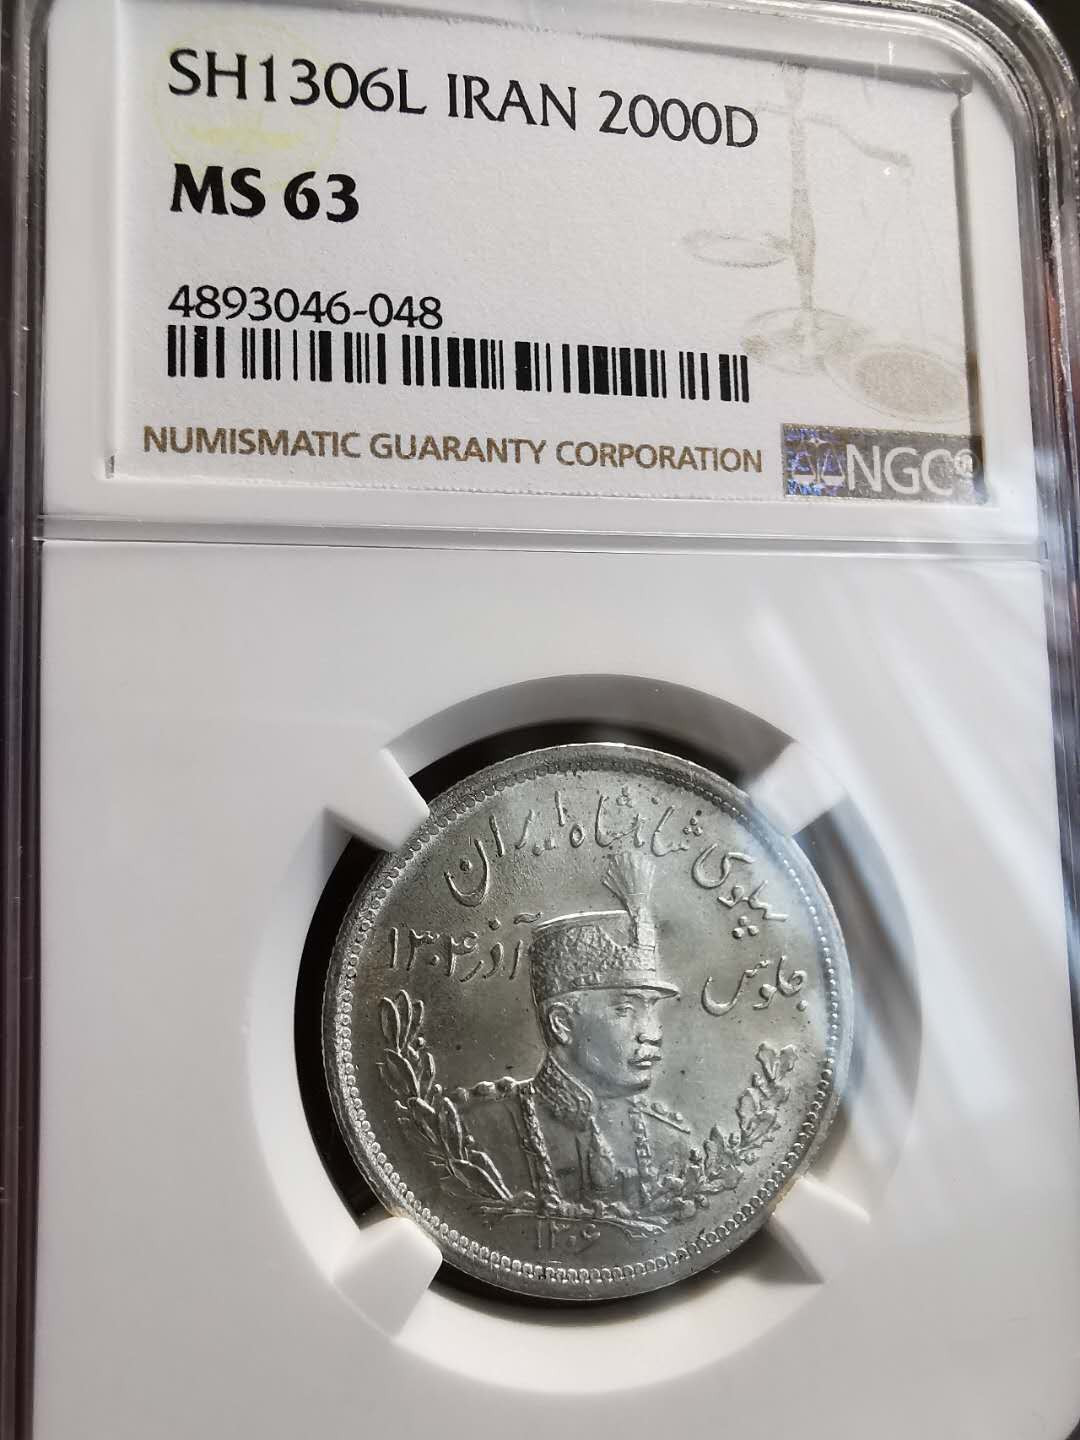 SH1306L IRAN 2000D
MS 63
4893046-048
NUMISMATIC GUARANTY CORPORATION
NGC®
پهلوی شاهنشاه ایران
جلوس
آذر ۱۳۰۴
۱۳۰۶